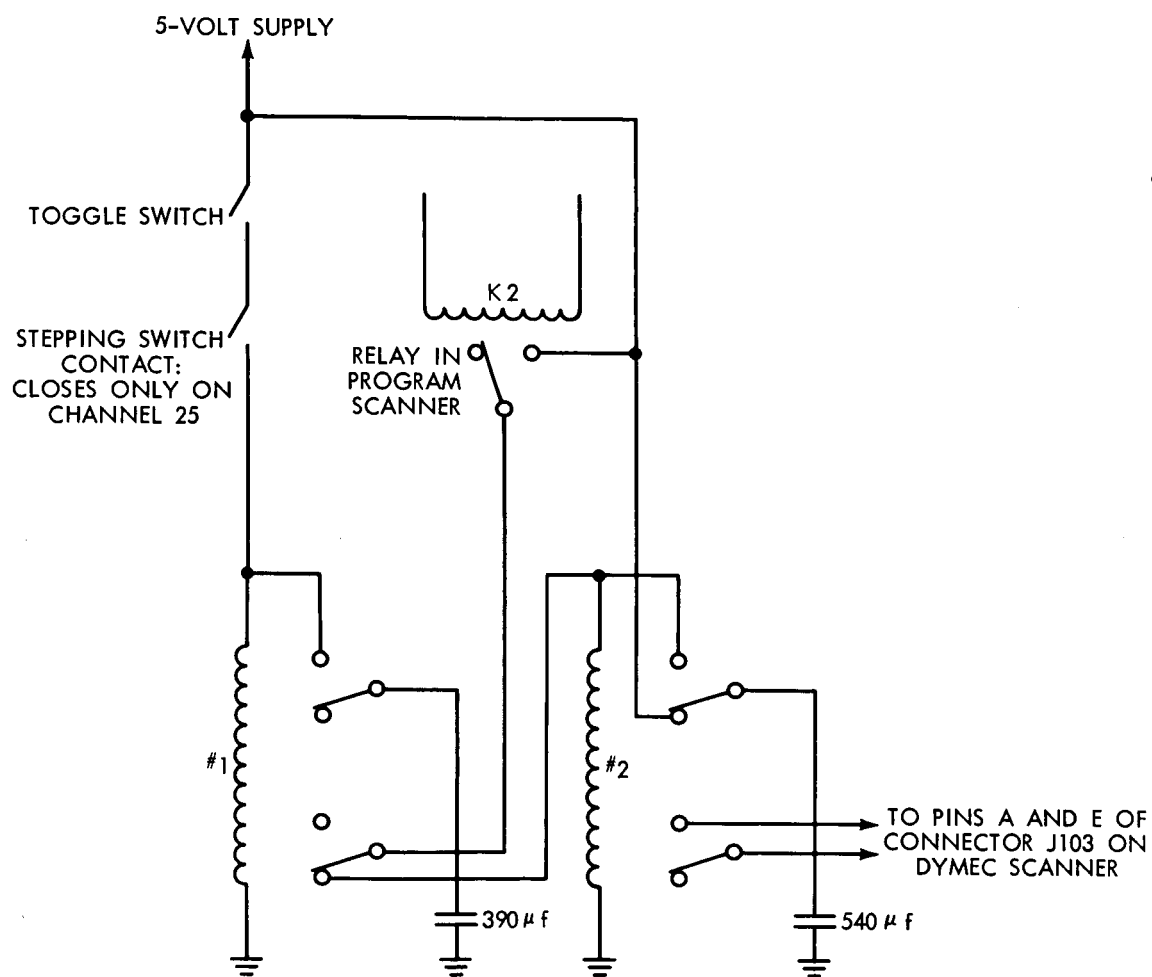 5-VOLT SUPPLY
TOGGLE SWITCH
K2
STEPPING SWITCH
CONTACT:
CLOSES ONLY ON
CHANNEL 25
RELAY IN
PROGRAM
SCANNER
#1
#2
TO PINS A AND E OF
CONNECTOR J103 ON
DYMEC SCANNER
390 μ f
540 μ f